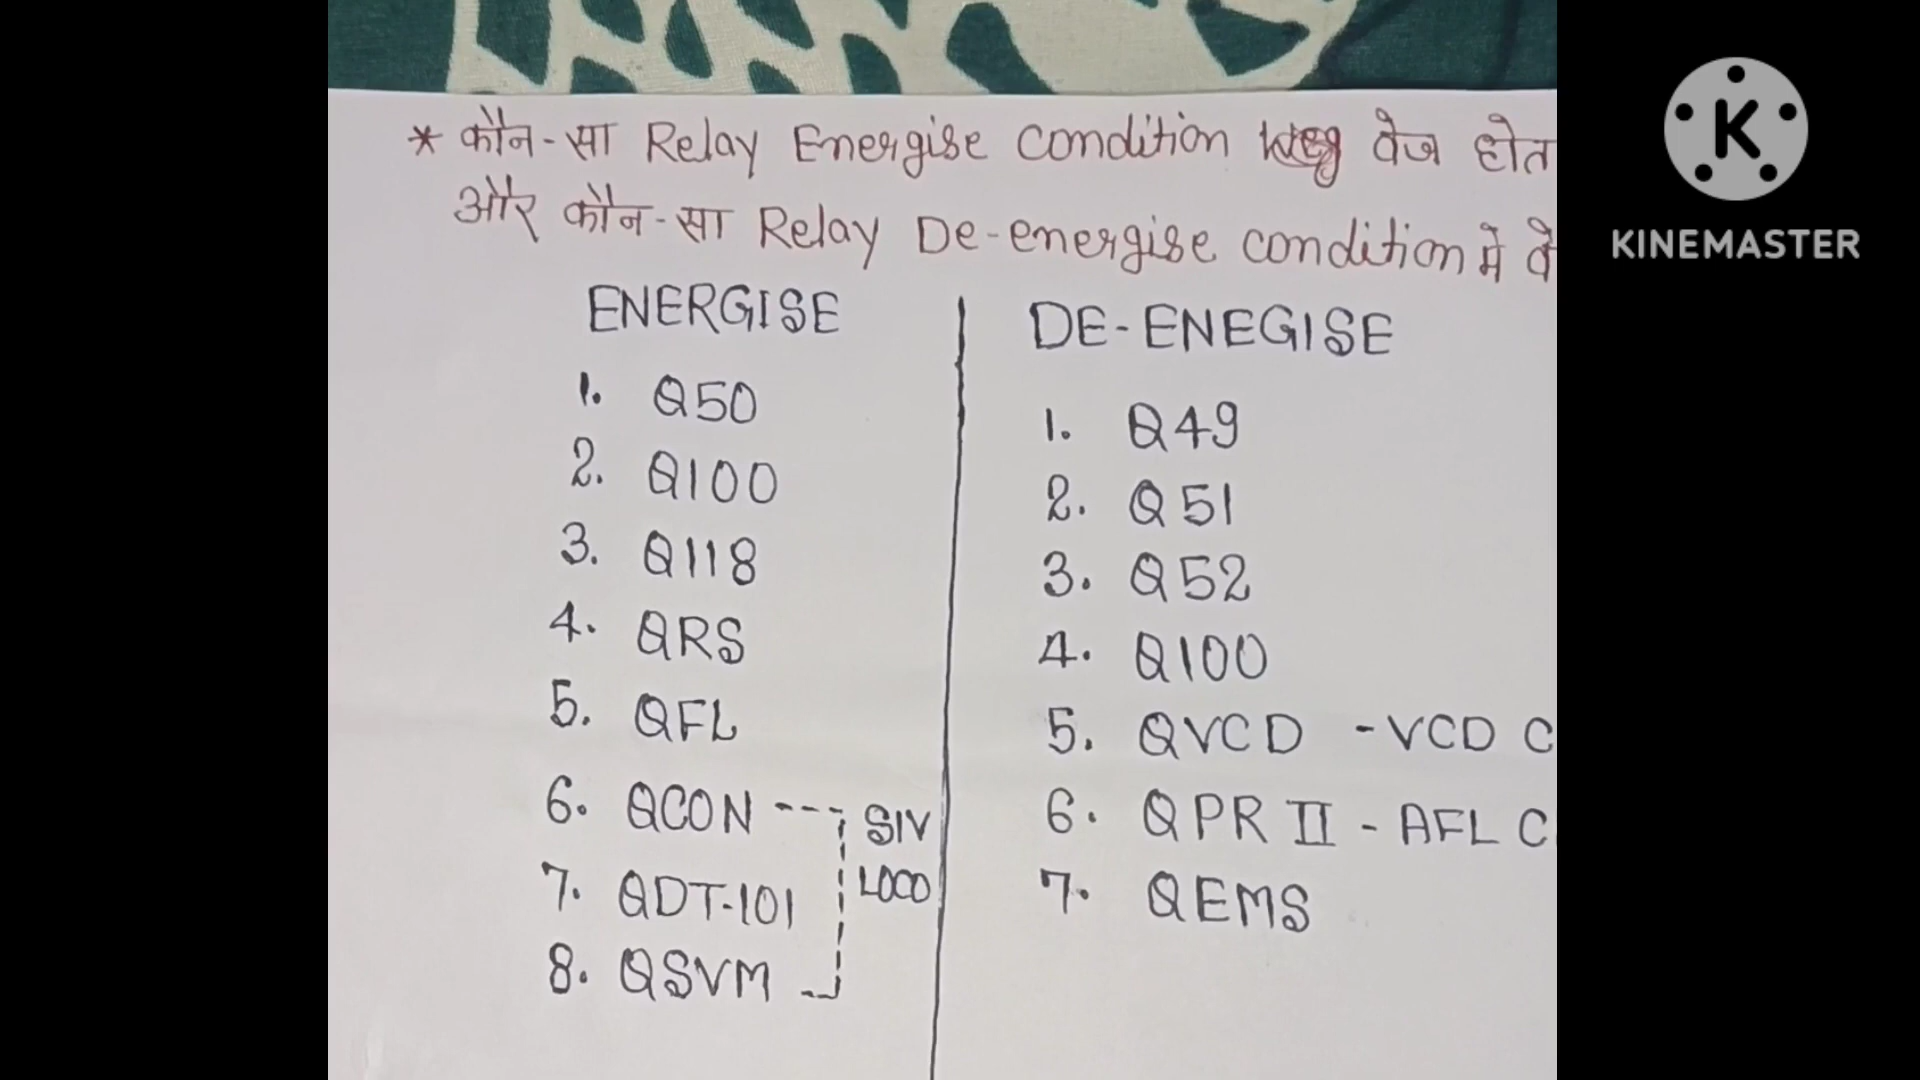 * कौन-सा Relay Energise condition वेज होत
और कौन-सा Relay De-energise condition में वे
ENERGISE
1. Q50
2. Q100
3. Q118
4. QRS
5. QFL
6. QCON
7. QDT-101
8. QSVM
SIV
LOCO
DE-ENEGISE
1. Q49
2. Q51
3. Q52
4. Q100
5. QVCD - VCD C
6. QPR II - AFL C
7. QEMS
K
KINEMASTER